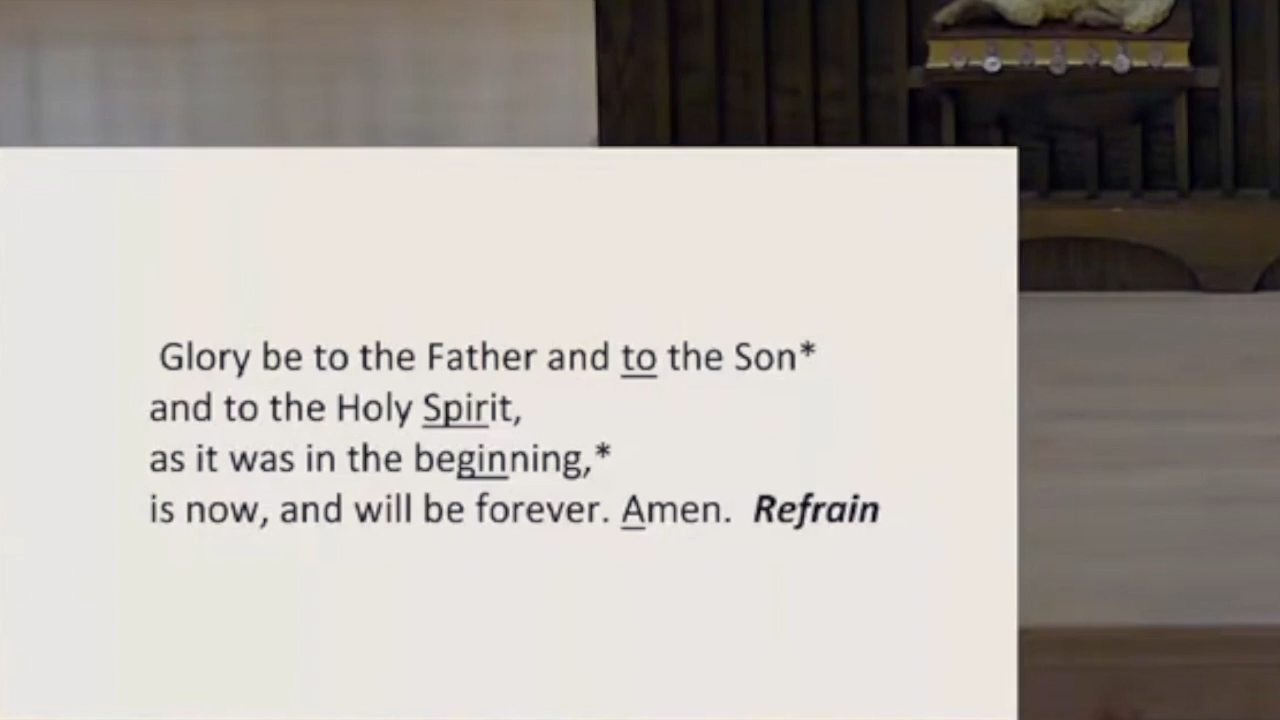 Glory be to the Father and to the Son*
and to the Holy Spirit,
as it was in the beginning,*
is now, and will be forever. Amen. Refrain